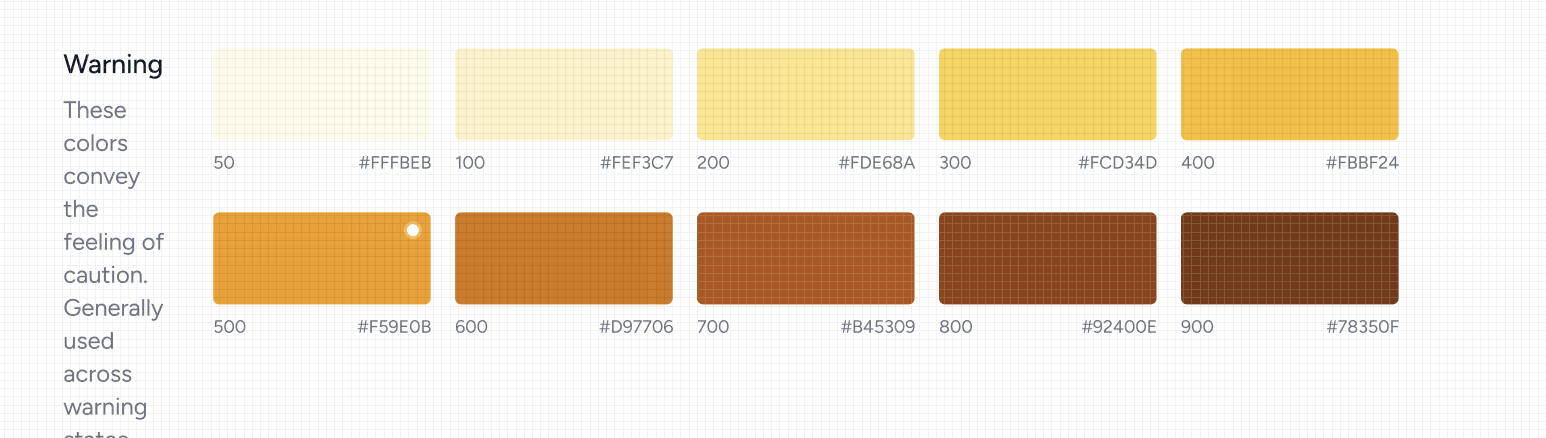 Warning
These
colors
convey
the
feeling of
caution.
Generally
used
across
warning
states
50 #FFFBEB
100 #FEF3C7
200 #FDE68A
300 #FCD34D
400 #FBBF24
500 #F59E0B
600 #D97706
700 #B45309
800 #92400E
900 #78350F